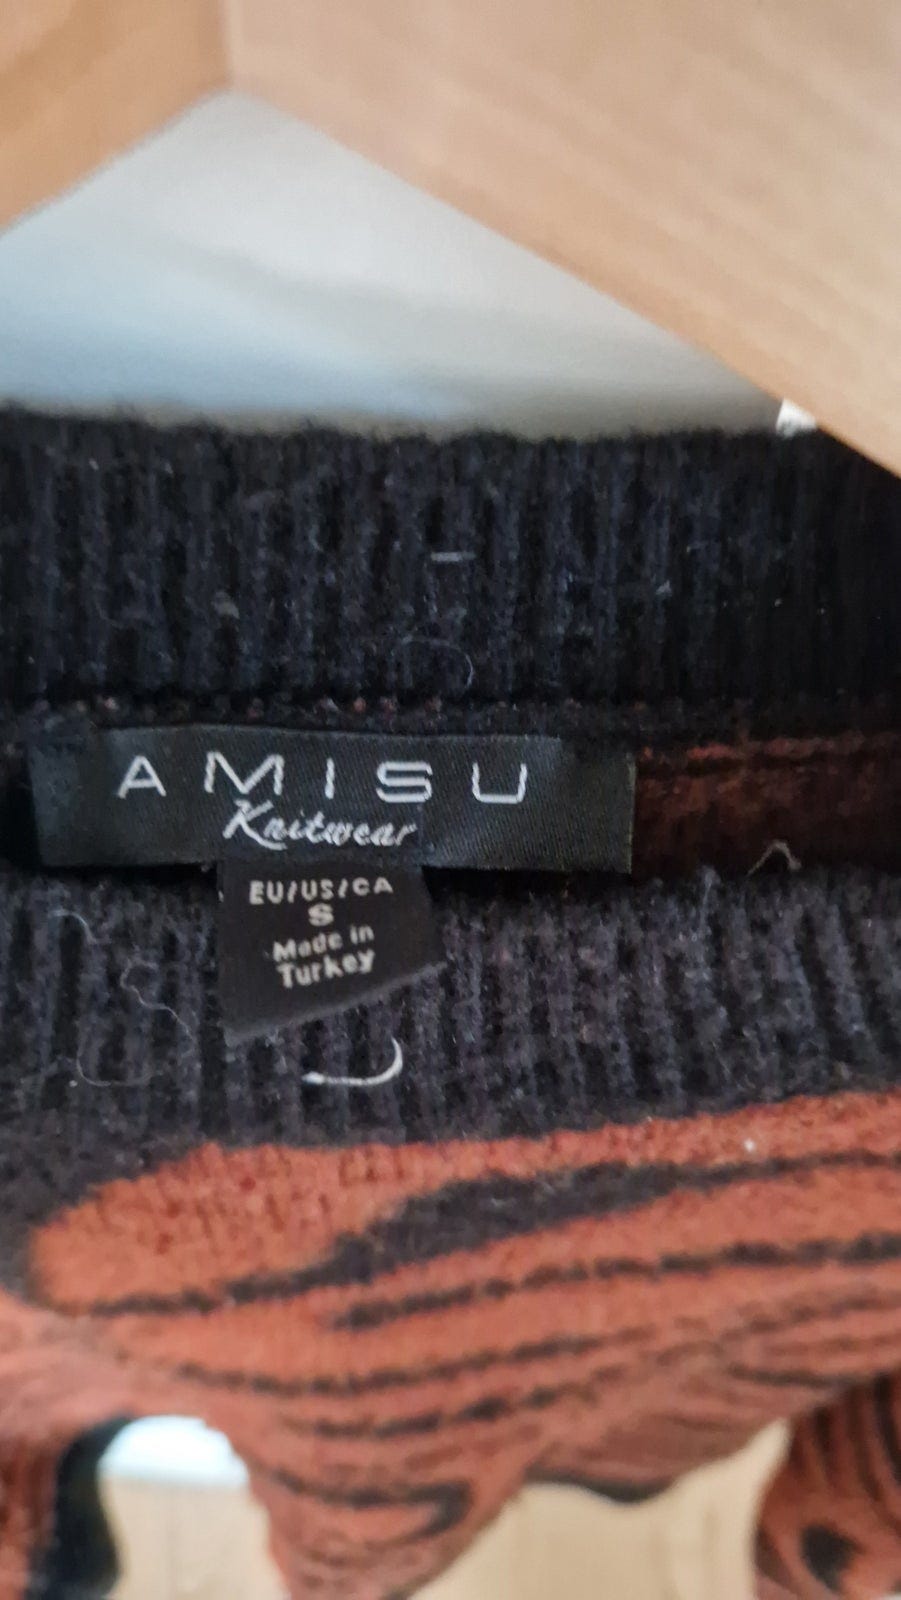 AMISU
Knitwear
EU/US/CA
S
Made in
Turkey